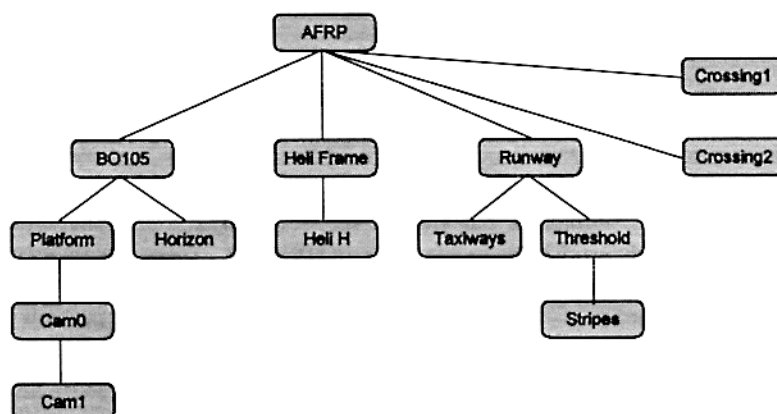 AFRP
Crossing1
BO105
Heli Frame
Runway
Crossing2
Platform
Horizon
Heli H
Taxiways
Threshold
Cam0
Stripes
Cam1